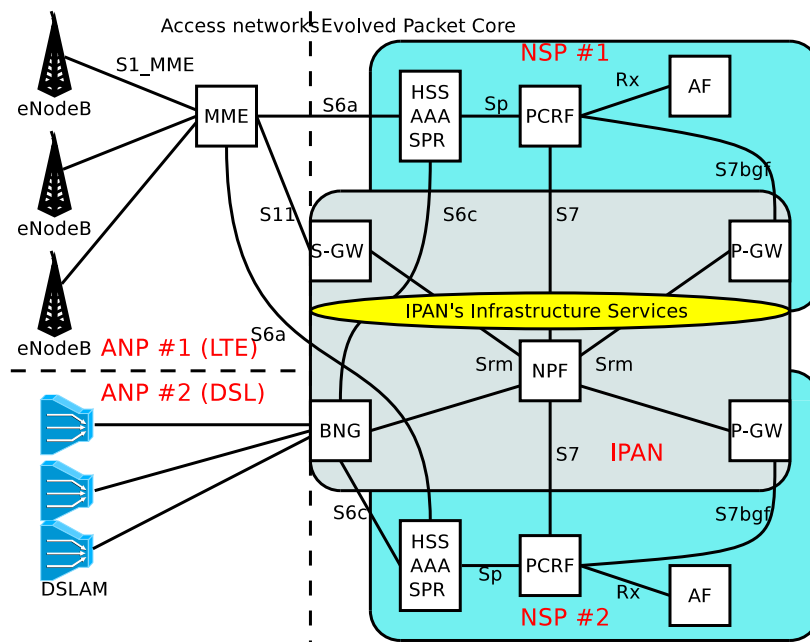 Access networks
Evolved Packet Core
NSP #1
S1_MME
Rx
AF
HSS
AAA
SPR
Sp
PCRF
eNodeB
MME
S6a
S7bgf
eNodeB
S11
S6c
S7
S-GW
P-GW
IPAN's Infrastructure Services
eNodeB
ANP #1 (LTE)
S6a
Srm
NPF
Srm
ANP #2 (DSL)
BNG
P-GW
S7
IPAN
S6c
S7bgf
HSS
AAA
SPR
Sp
PCRF
DSLAM
Rx
AF
NSP #2